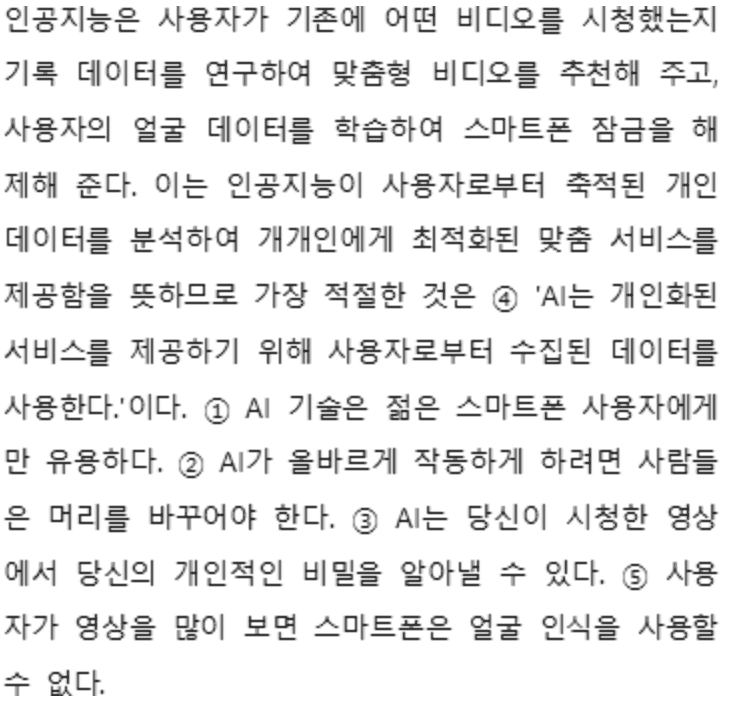 인공지능은 사용자가 기존에 어떤 비디오를 시청했는지
기록 데이터를 연구하여 맞춤형 비디오를 추천해 주고,
사용자의 얼굴 데이터를 학습하여 스마트폰 잠금을 해
제해 준다. 이는 인공지능이 사용자로부터 축적된 개인
데이터를 분석하여 개개인에게 최적화된 맞춤 서비스를
제공함을 뜻하므로 가장 적절한 것은 ④ 'AI는 개인화된
서비스를 제공하기 위해 사용자로부터 수집된 데이터를
사용한다.'이다. ① AI 기술은 젊은 스마트폰 사용자에게
만 유용하다. ② AI가 올바르게 작동하게 하려면 사람들
은 머리를 바꾸어야 한다. ③ AI는 당신이 시청한 영상
에서 당신의 개인적인 비밀을 알아낼 수 있다. ⑤ 사용
자가 영상을 많이 보면 스마트폰은 얼굴 인식을 사용할
수 없다.